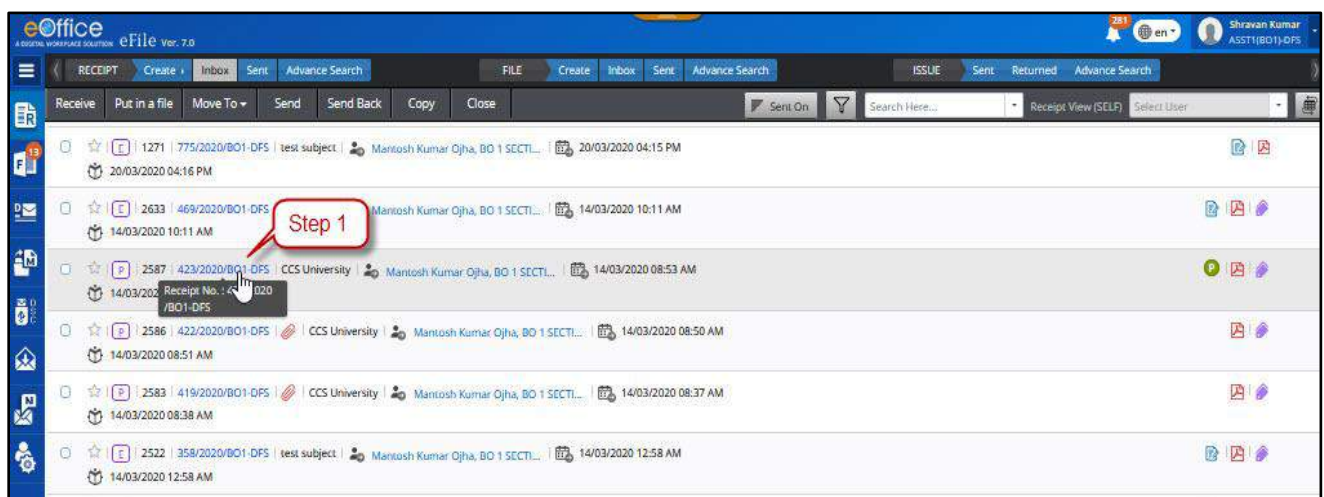 eOffice
A DIGITAL WORKPLACE SOLUTION eFile Ver. 7.0
281
en
Shravan Kumar
ASST1(BO1)-DFS
RECEIPT Create Inbox Sent Advance Search FILE Create Inbox Sent Advance Search ISSUE Sent Returned Advance Search
Receive Put in a file Move To Send Send Back Copy Close Sent On Search Here... Receipt View (SELF) Select User
R
13
F
D
M
DSC
N
E 1271 775/2020/BO1-DFS test subject Mantosh Kumar Ojha, BO 1 SECTI... 20/03/2020 04:15 PM
20/03/2020 04:16 PM
E 2633 469/2020/BO1-DFS Mantosh Kumar Ojha, BO 1 SECTI... 14/03/2020 10:11 AM
14/03/2020 10:11 AM
Step 1
P 2587 423/2020/BO1-DFS CCS University Mantosh Kumar Ojha, BO 1 SECTI... 14/03/2020 08:53 AM P
14/03/202
Receipt No. : 4 020
/BO1-DFS
P 2586 422/2020/BO1-DFS CCS University Mantosh Kumar Ojha, BO 1 SECTI... 14/03/2020 08:50 AM
14/03/2020 08:51 AM
P 2583 419/2020/BO1-DFS CCS University Mantosh Kumar Ojha, BO 1 SECTI... 14/03/2020 08:37 AM
14/03/2020 08:38 AM
E 2522 358/2020/BO1-DFS test subject Mantosh Kumar Ojha, BO 1 SECTI... 14/03/2020 12:58 AM
14/03/2020 12:58 AM